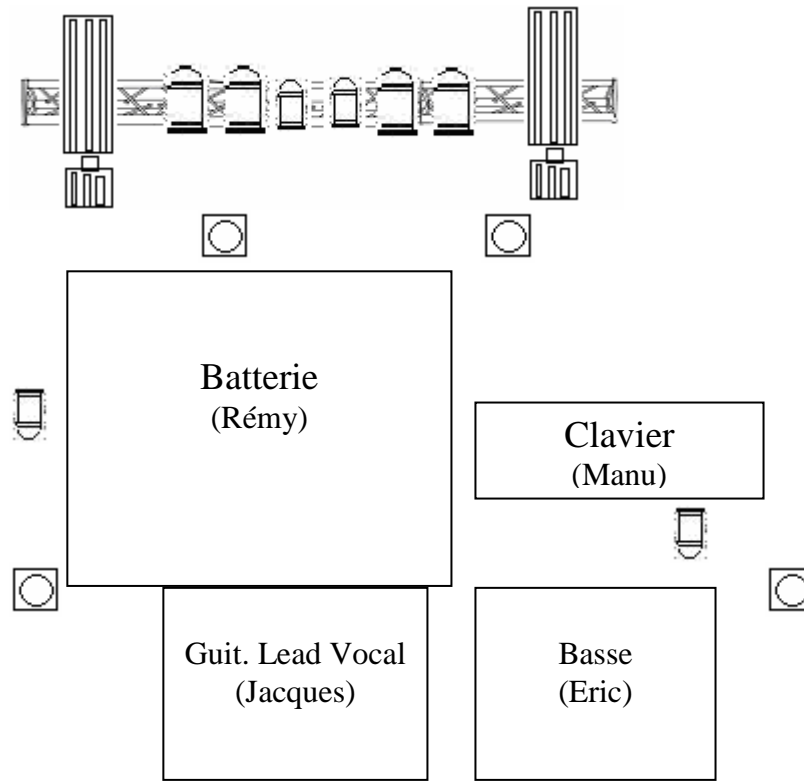 Batterie
(Rémy)
Clavier
(Manu)
Guit. Lead Vocal
(Jacques)
Basse
(Eric)